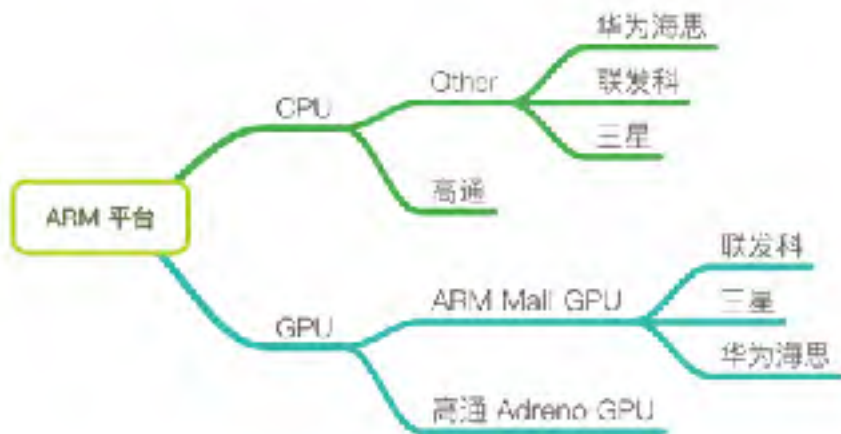 ARM 平台
CPU
Other
华为海思
联发科
三星
高通
GPU
ARM Mali GPU
联发科
三星
华为海思
高通 Adreno GPU